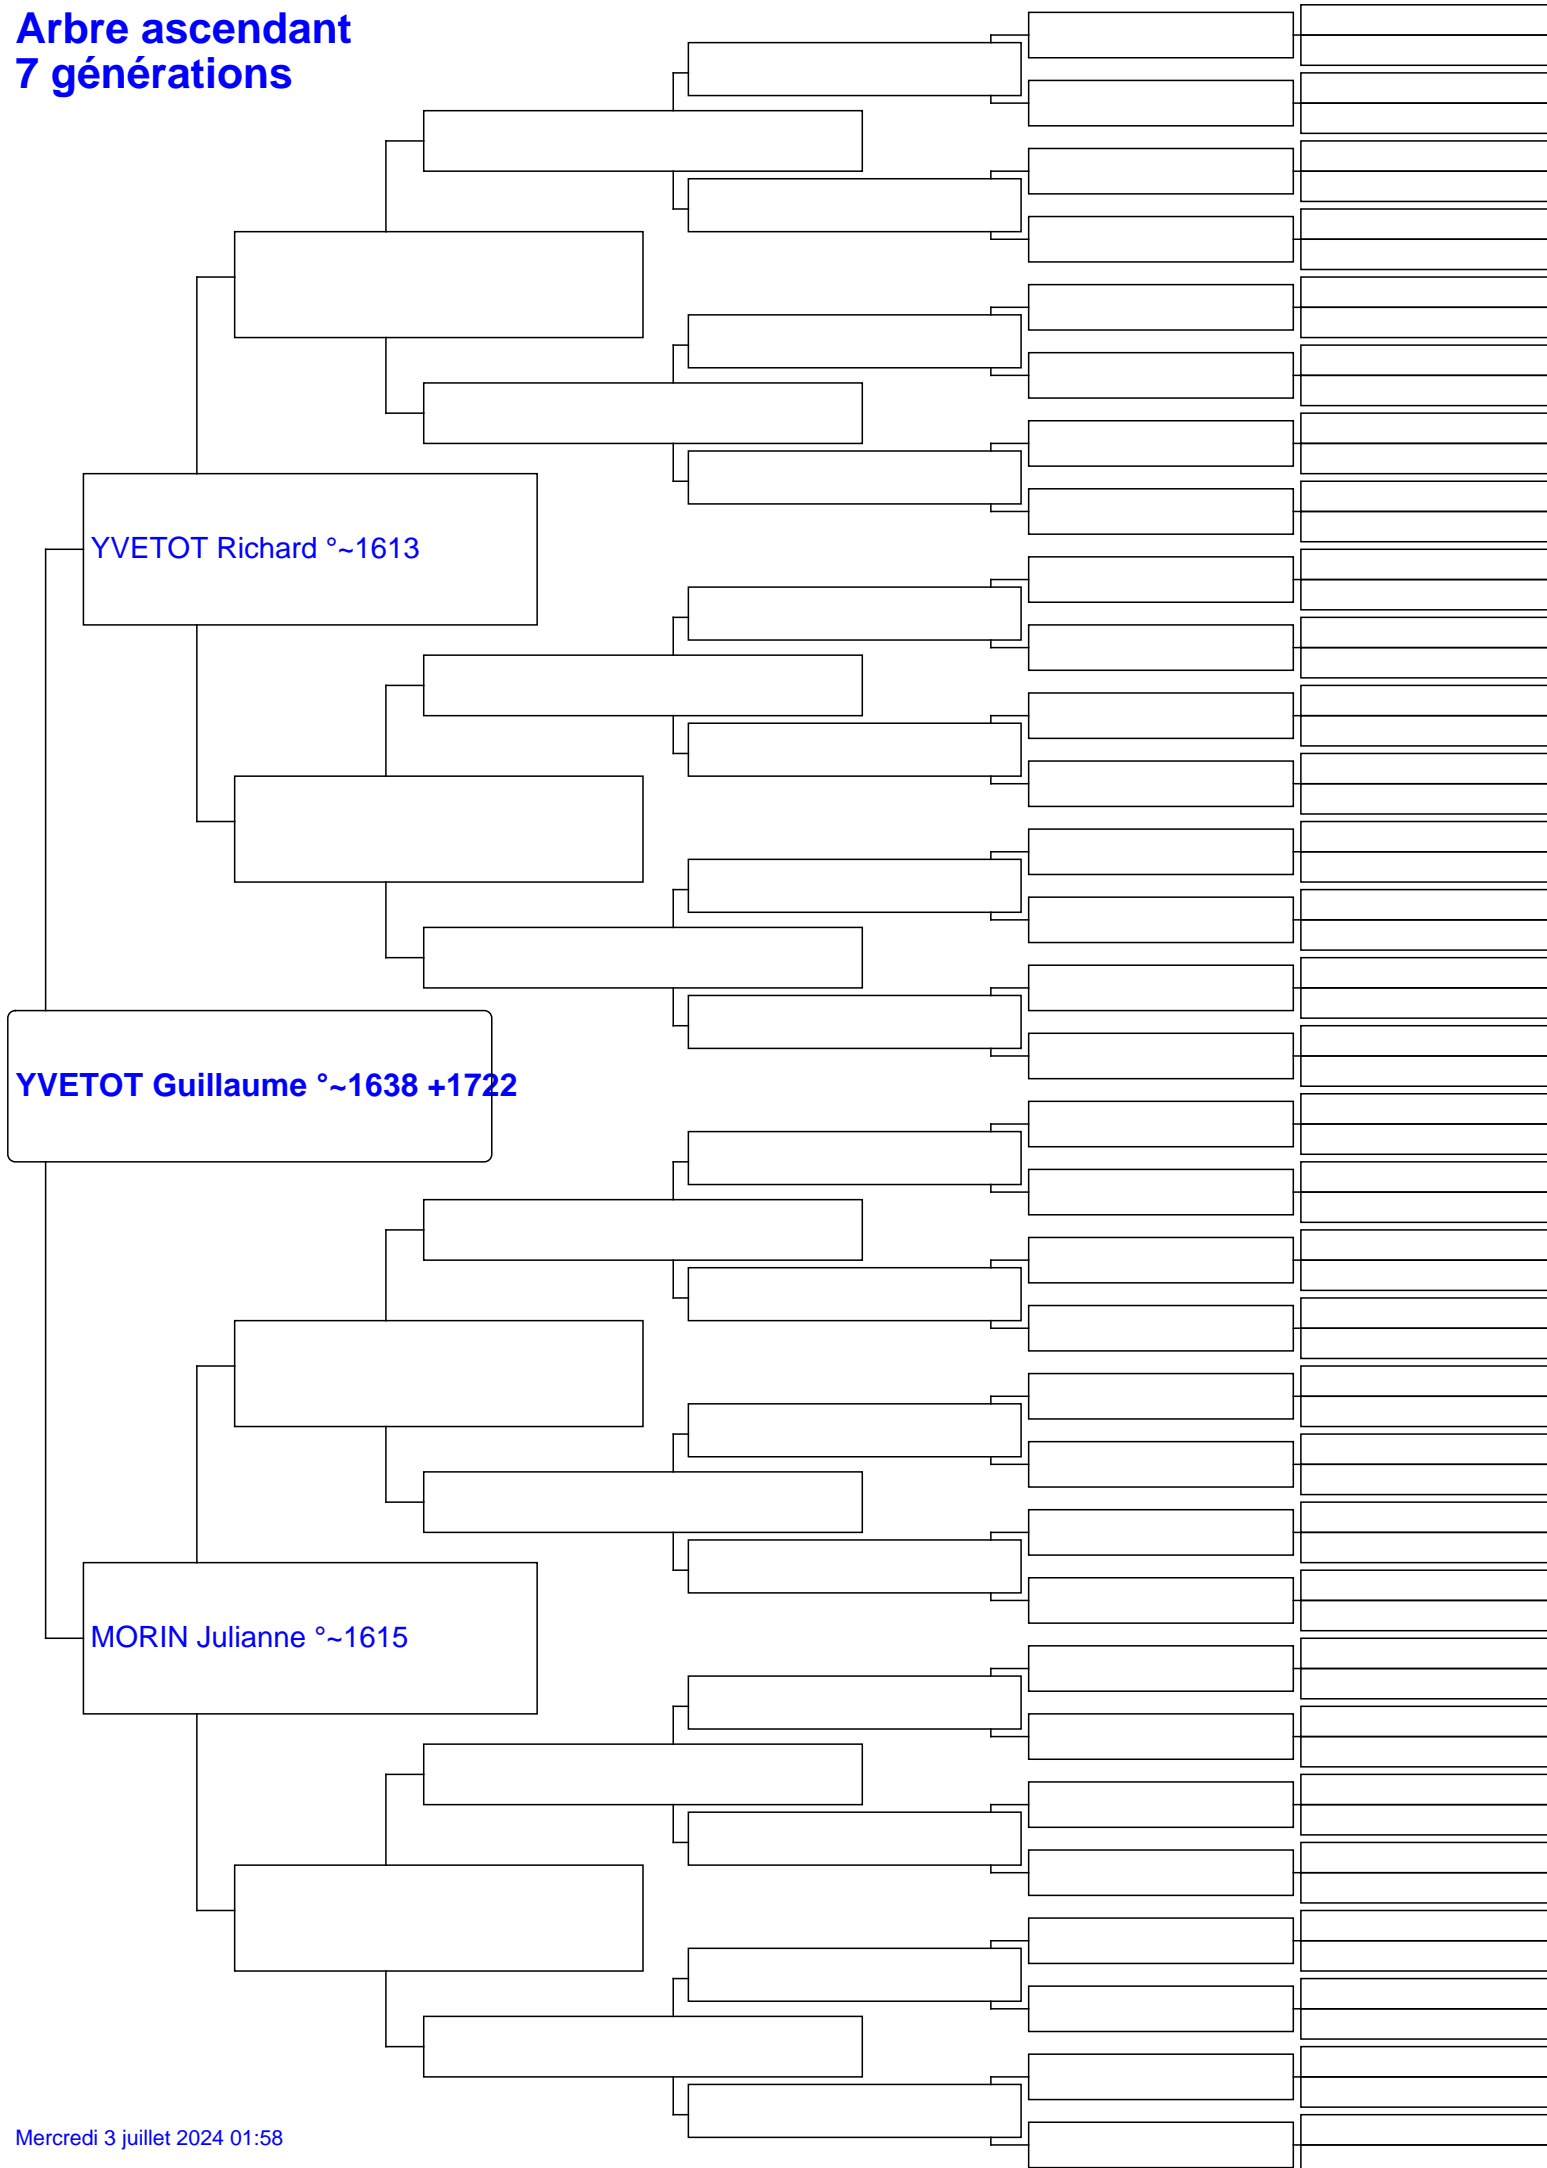 Arbre ascendant
7 générations
YVETOT Richard °~1613
YVETOT Guillaume °~1638 +1722
MORIN Julianne °~1615
Mercredi 3 juillet 2024 01:58